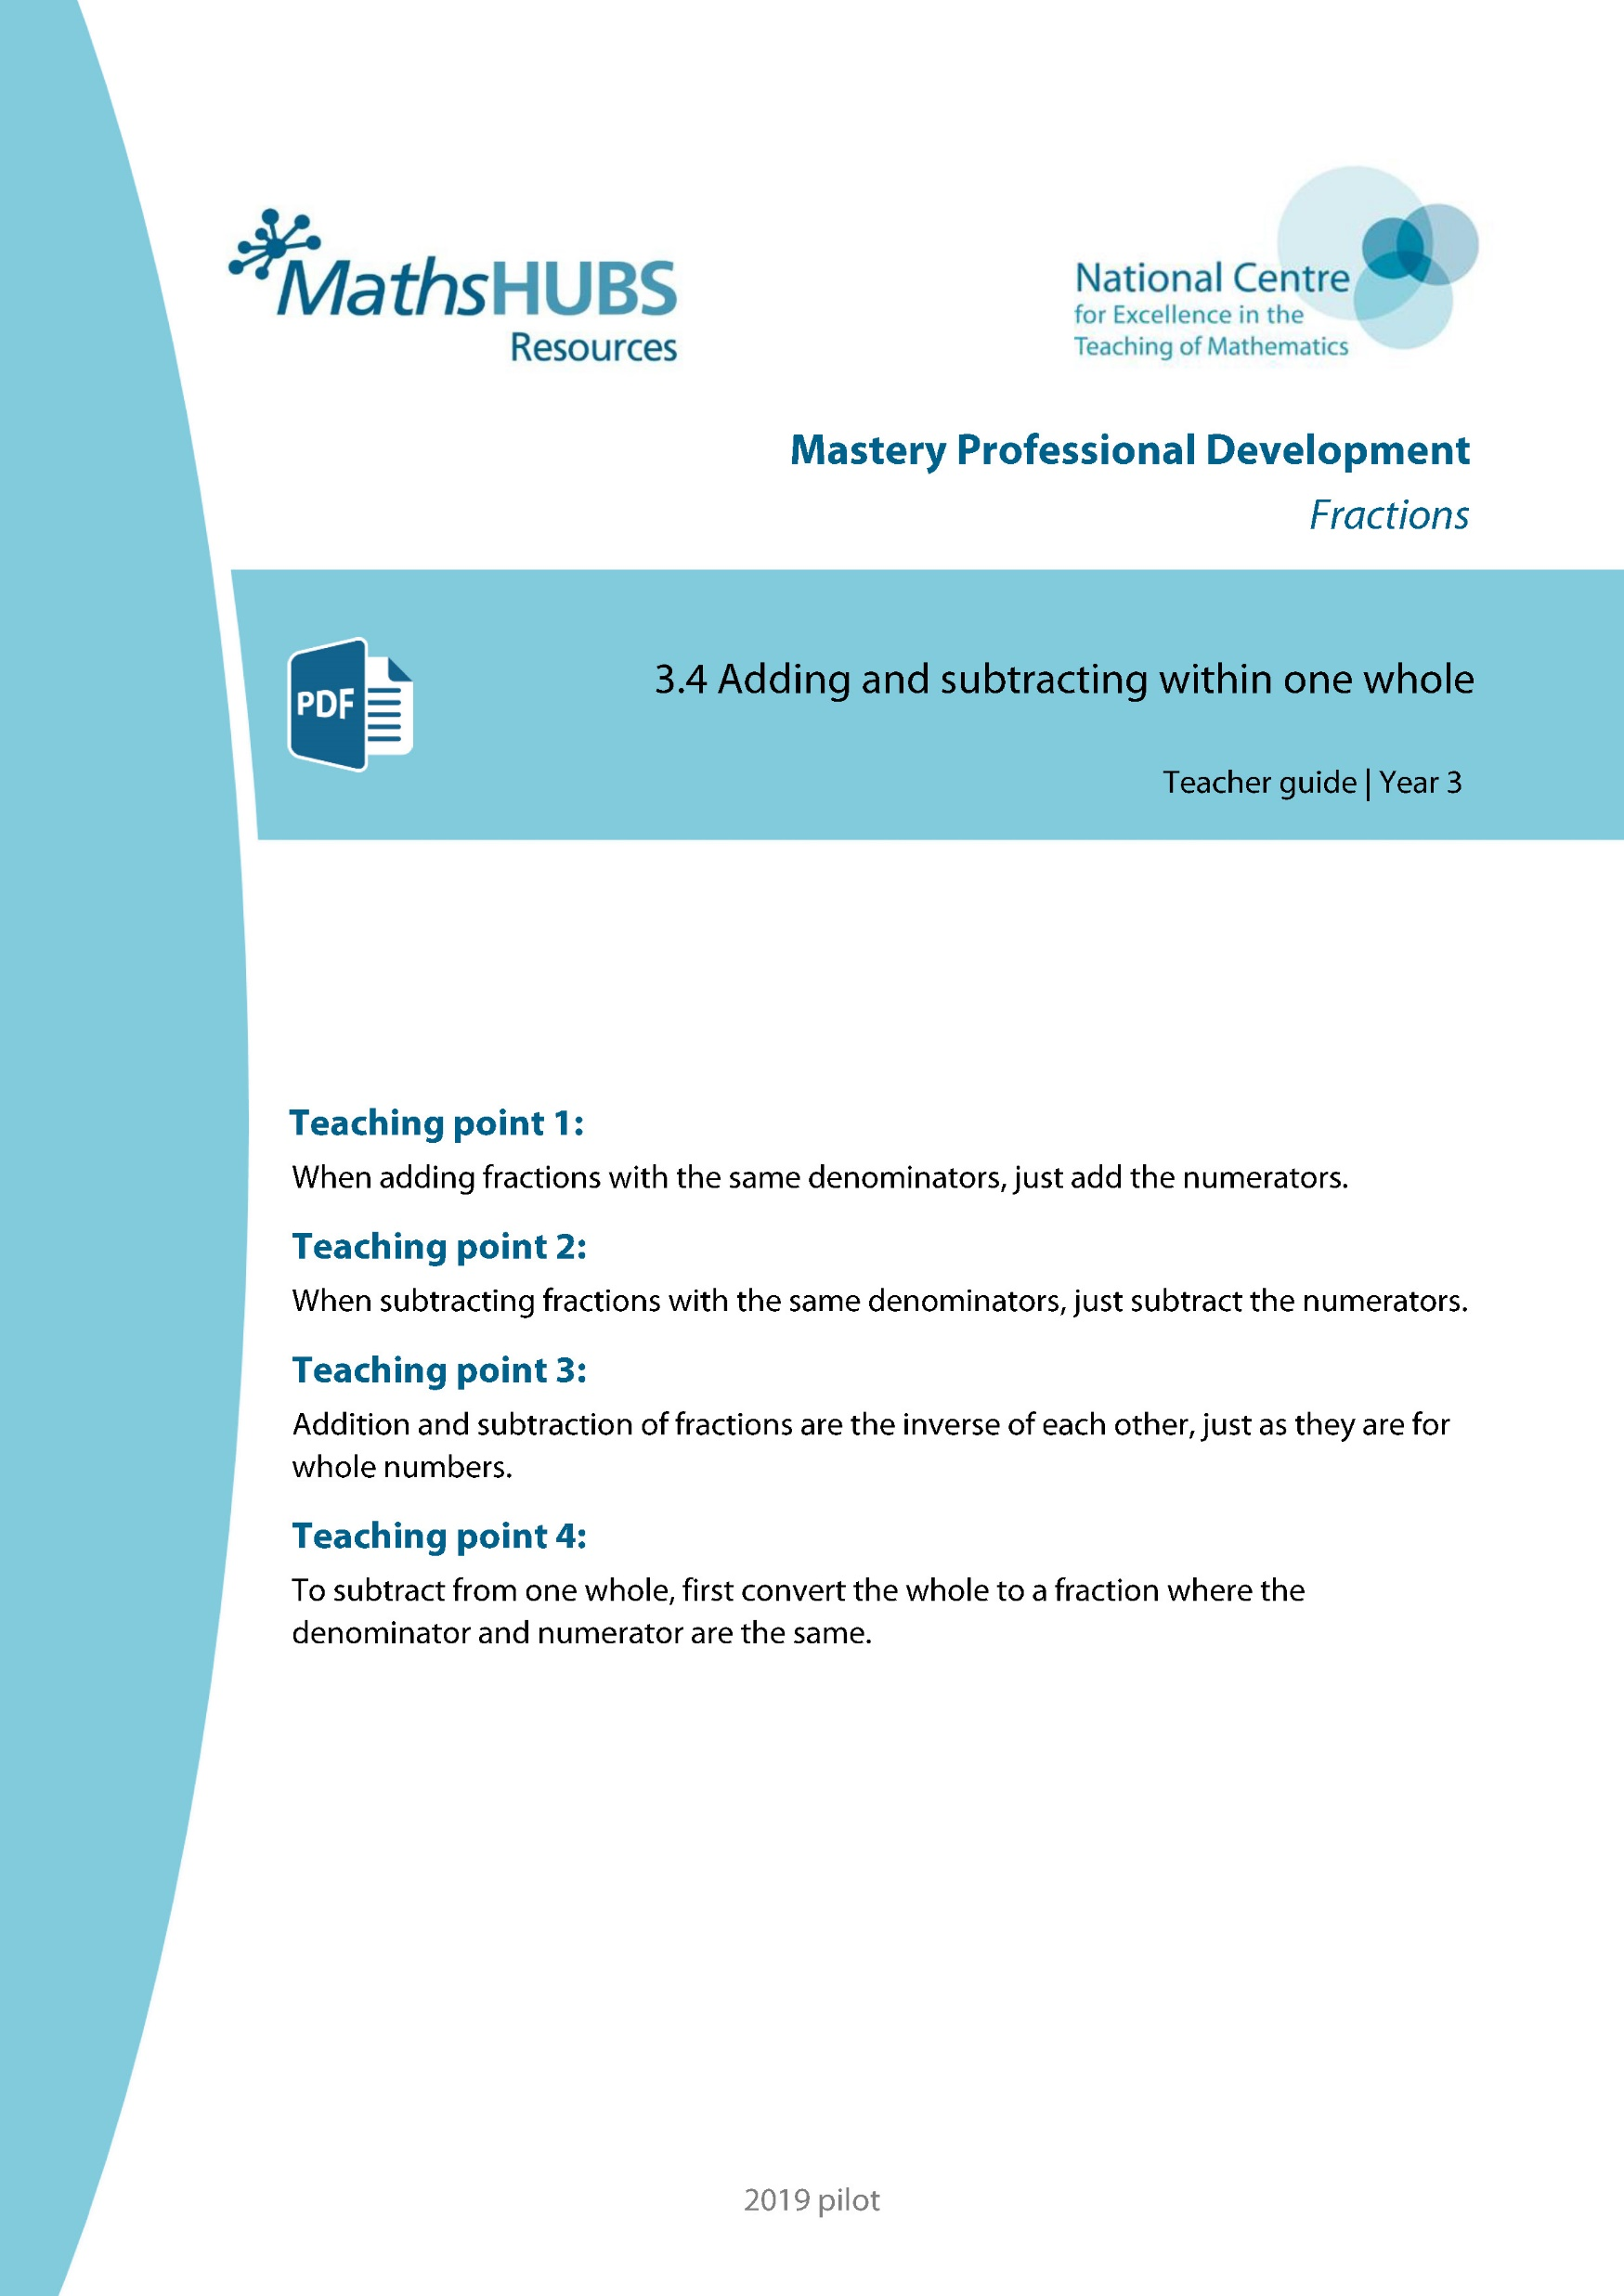 MathsHUBS
Resources
National Centre
for Excellence in the
Teaching of Mathematics
Mastery Professional Development
Fractions
PDF
3.4 Adding and subtracting within one whole
Teacher guide | Year 3
Teaching point 1:
When adding fractions with the same denominators, just add the numerators.
Teaching point 2:
When subtracting fractions with the same denominators, just subtract the numerators.
Teaching point 3:
Addition and subtraction of fractions are the inverse of each other, just as they are for
whole numbers.
Teaching point 4:
To subtract from one whole, first convert the whole to a fraction where the
denominator and numerator are the same.
2019 pilot